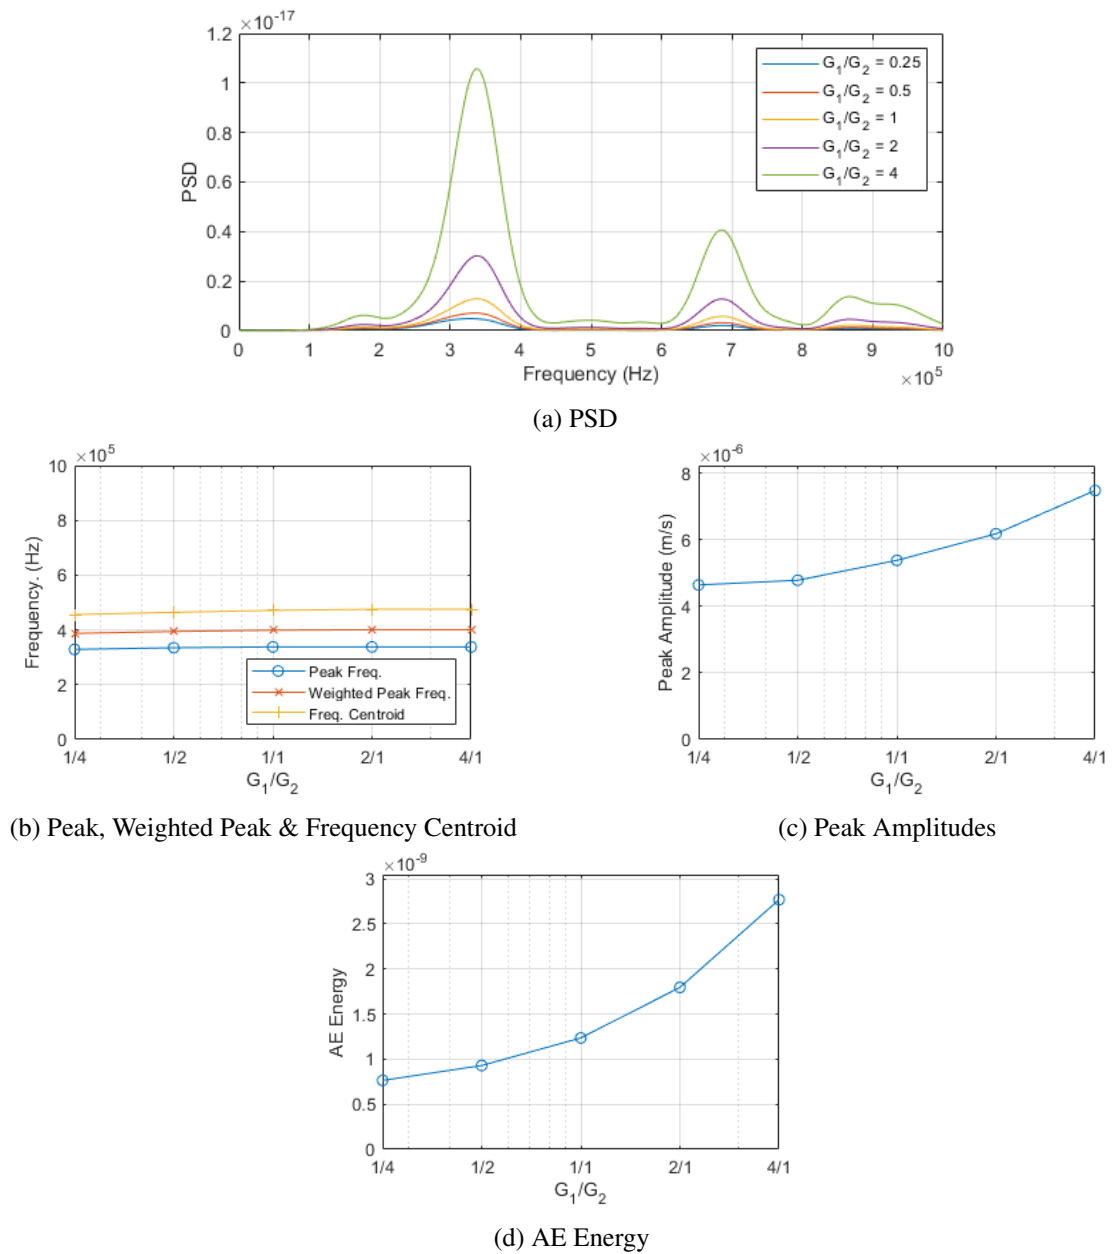 ×10⁻¹⁷
1.2
1
0.8
0.6
0.4
0.2
0
PSD
G₁/G₂ = 0.25
G₁/G₂ = 0.5
G₁/G₂ = 1
G₁/G₂ = 2
G₁/G₂ = 4
0 1 2 3 4 5 6 7 8 9 10
Frequency (Hz)
×10⁵
(a) PSD
×10⁵
10
8
6
4
2
0
Frequency. (Hz)
Peak Freq.
Weighted Peak Freq.
Freq. Centroid
1/4 1/2 1/1 2/1 4/1
G₁/G₂
(b) Peak, Weighted Peak & Frequency Centroid
×10⁻⁶
8
6
4
2
0
Peak Amplitude (m/s)
1/4 1/2 1/1 2/1 4/1
G₁/G₂
(c) Peak Amplitudes
×10⁻⁹
3
2.5
2
1.5
1
0.5
0
AE Energy
1/4 1/2 1/1 2/1 4/1
G₁/G₂
(d) AE Energy